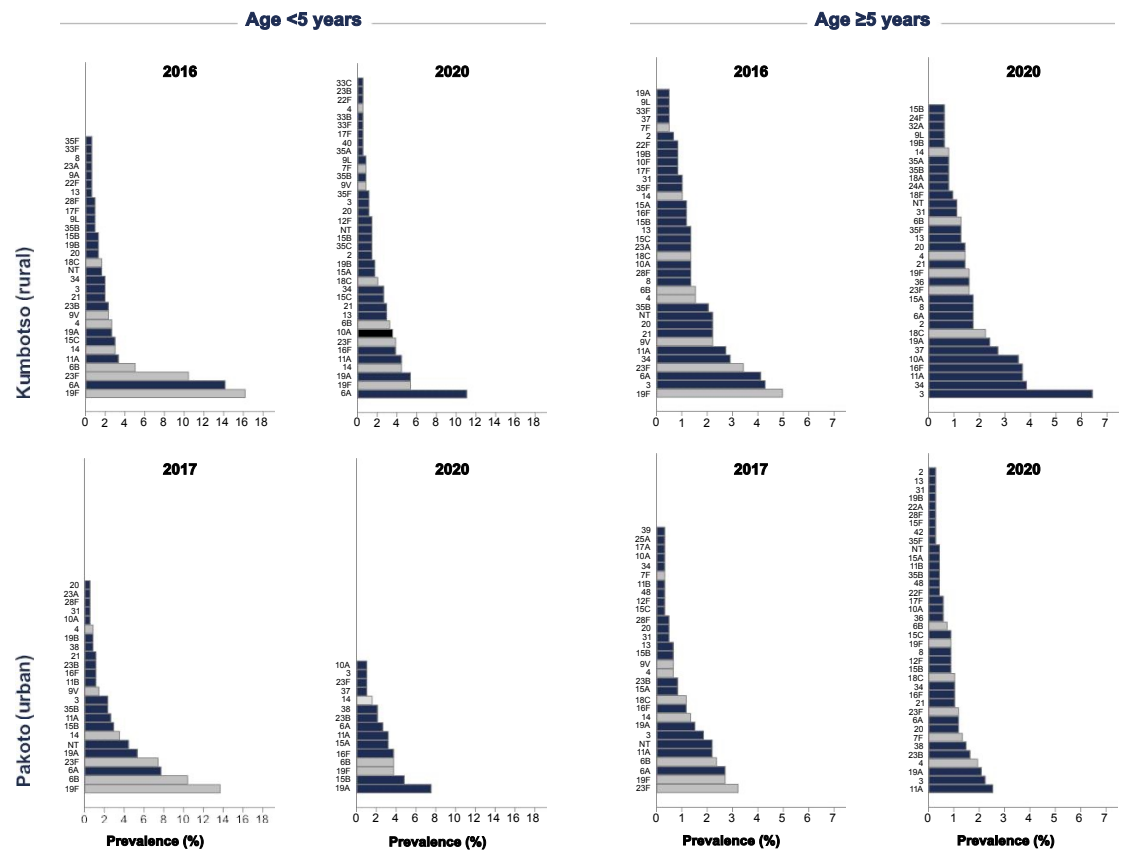 Age <5 years
Age ≥5 years
Kumbotso (rural)
2016
35F
33F
8
23A
9A
22F
13
28F
17F
9L
35B
15B
19B
20
18C
NT
34
3
21
23B
9V
4
19A
15C
14
11A
6B
23F
6A
19F
0 2 4 6 8 10 12 14 16 18
2020
33C
23B
22F
4
33B
33F
17F
40
35A
9L
7F
35B
9V
35F
3
20
12F
NT
15B
35C
2
19B
15A
18C
34
15C
21
13
6B
10A
23F
16F
11A
14
19A
19F
6A
0 2 4 6 8 10 12 14 16 18
2016
19A
9L
33F
37
7F
2
22F
19B
10F
17F
31
35F
14
15A
16F
15B
13
15C
23A
18C
10A
28F
8
6B
4
35B
NT
20
21
9V
11A
34
23F
6A
3
19F
0 1 2 3 4 5 6 7
2020
15B
24F
32A
9L
19B
14
35A
35B
18A
24A
18F
NT
31
6B
35F
13
20
4
21
19F
36
23F
15A
8
6A
2
18C
19A
37
10A
16F
11A
34
3
0 1 2 3 4 5 6 7
Pakoto (urban)
2017
20
23A
28F
31
10A
4
19B
38
21
23B
16F
11B
9V
3
35B
11A
15B
14
NT
19A
23F
6A
6B
19F
0 2 4 6 8 10 12 14 16 18
Prevalence (%)
2020
10A
3
23F
37
14
38
23B
6A
11A
15A
16F
6B
19F
15B
19A
0 2 4 6 8 10 12 14 16 18
Prevalence (%)
2017
39
25A
17A
10A
34
7F
11B
48
12F
15C
28F
20
31
13
15B
9V
4
23B
15A
18C
16F
14
19A
3
NT
11A
6B
6A
19F
23F
0 1 2 3 4 5 6 7
Prevalence (%)
2020
2
13
31
19B
22A
28F
15F
42
35F
NT
15A
11B
35B
48
22F
17F
10A
36
6B
15C
19F
8
12F
15B
18C
34
16F
21
23F
6A
20
7F
38
23B
4
19A
3
11A
0 1 2 3 4 5 6 7
Prevalence (%)